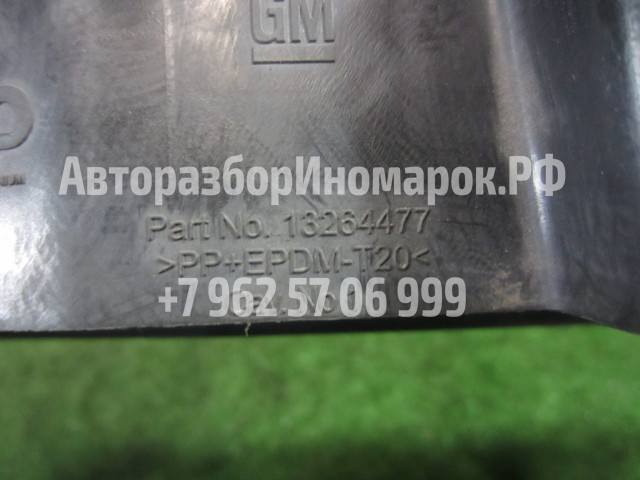 GM
АвторазборИномарок.РФ
Part No. 13264477
>PP+EPDM-T20<
+7 962 57 06 999